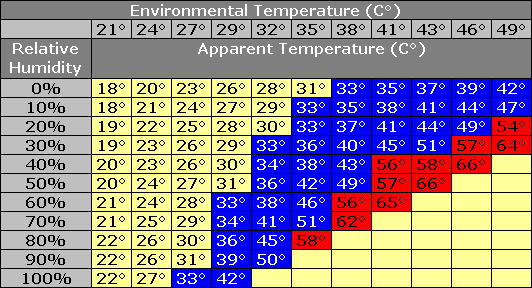 Environmental Temperature (C°)
21° 24° 27° 29° 32° 35° 38° 41° 43° 46° 49°
Relative Humidity Apparent Temperature (C°)
0% 18° 20° 23° 26° 28° 31° 33° 35° 37° 39° 42°
10% 18° 21° 24° 27° 29° 33° 35° 38° 41° 44° 47°
20% 19° 22° 25° 28° 30° 33° 37° 41° 44° 49° 54°
30% 19° 23° 26° 29° 33° 36° 40° 45° 51° 57° 64°
40% 20° 23° 26° 30° 34° 38° 43° 56° 58° 66°
50% 20° 24° 27° 31° 36° 42° 49° 57° 66°
60% 21° 24° 28° 33° 38° 46° 56° 65°
70% 21° 25° 29° 34° 41° 51° 62°
80% 22° 26° 30° 36° 45° 58°
90% 22° 26° 31° 39° 50°
100% 22° 27° 33° 42°